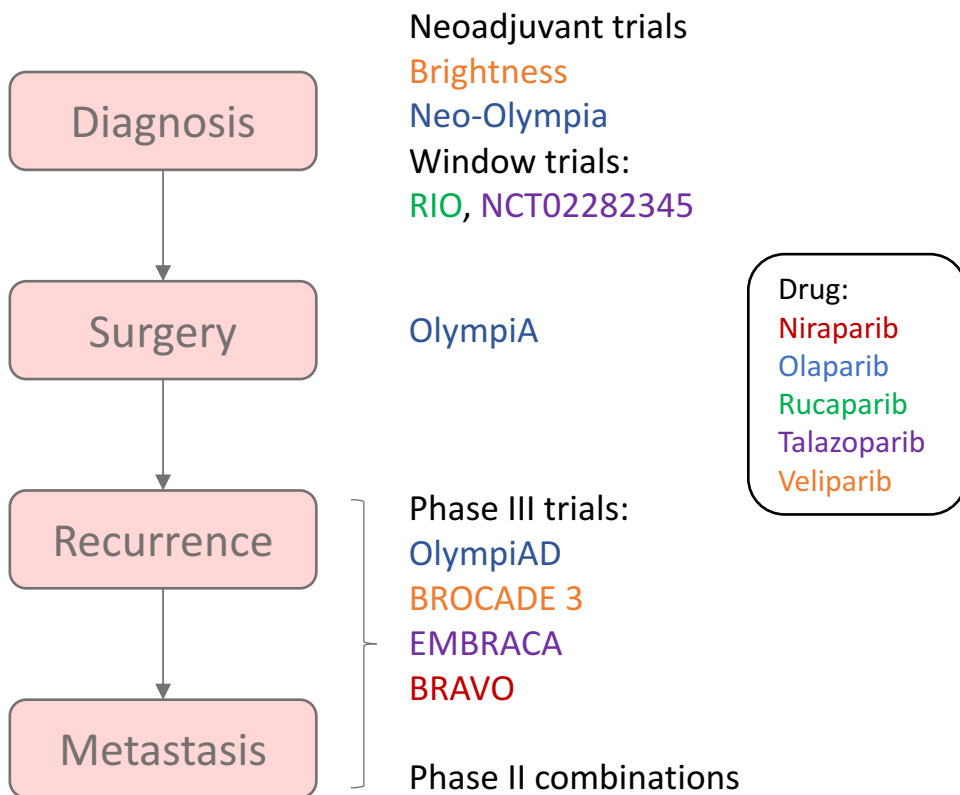 Neoadjuvant trials
Brightness
Diagnosis
Neo-Olympia
Window trials:
RIO, NCT02282345
Surgery
OlympiA
Drug:
Niraparib
Olaparib
Rucaparib
Talazoparib
Veliparib
Recurrence
Phase III trials:
OlympiAD
BROCADE 3
EMBRACA
BRAVO
Metastasis
Phase II combinations